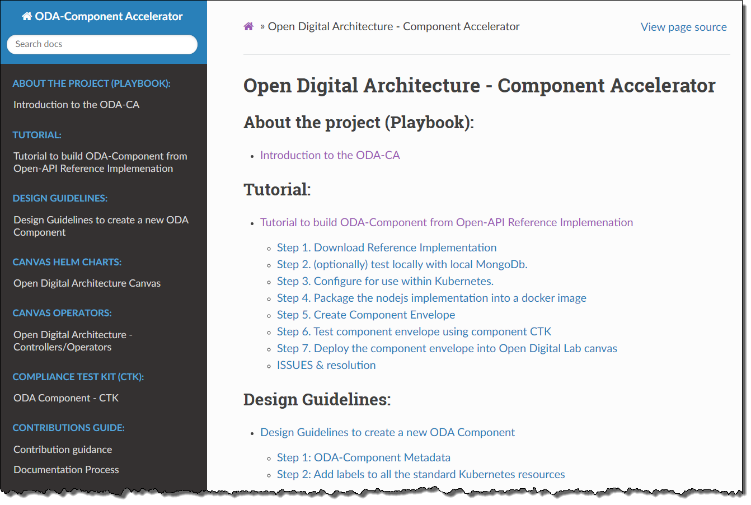 ODA-Component Accelerator
Search docs
ABOUT THE PROJECT (PLAYBOOK):
Introduction to the ODA-CA
TUTORIAL:
Tutorial to build ODA-Component from
Open-API Reference Implemenation
DESIGN GUIDELINES:
Design Guidelines to create a new ODA
Component
CANVAS HELM CHARTS:
Open Digital Architecture Canvas
CANVAS OPERATORS:
Open Digital Architecture -
Controllers/Operators
COMPLIANCE TEST KIT (CTK):
ODA Component - CTK
CONTRIBUTIONS GUIDE:
Contribution guidance
Documentation Process
» Open Digital Architecture - Component Accelerator
View page source
Open Digital Architecture - Component Accelerator
About the project (Playbook):
Introduction to the ODA-CA
Tutorial:
Tutorial to build ODA-Component from Open-API Reference Implemenation
Step 1. Download Reference Implementation
Step 2. (optionally) test locally with local MongoDb.
Step 3. Configure for use within Kubernetes.
Step 4. Package the nodejs implementation into a docker image
Step 5. Create Component Envelope
Step 6. Test component envelope using component CTK
Step 7. Deploy the component envelope into Open Digital Lab canvas
ISSUES & resolution
Design Guidelines:
Design Guidelines to create a new ODA Component
Step 1: ODA-Component Metadata
Step 2: Add labels to all the standard Kubernetes resources